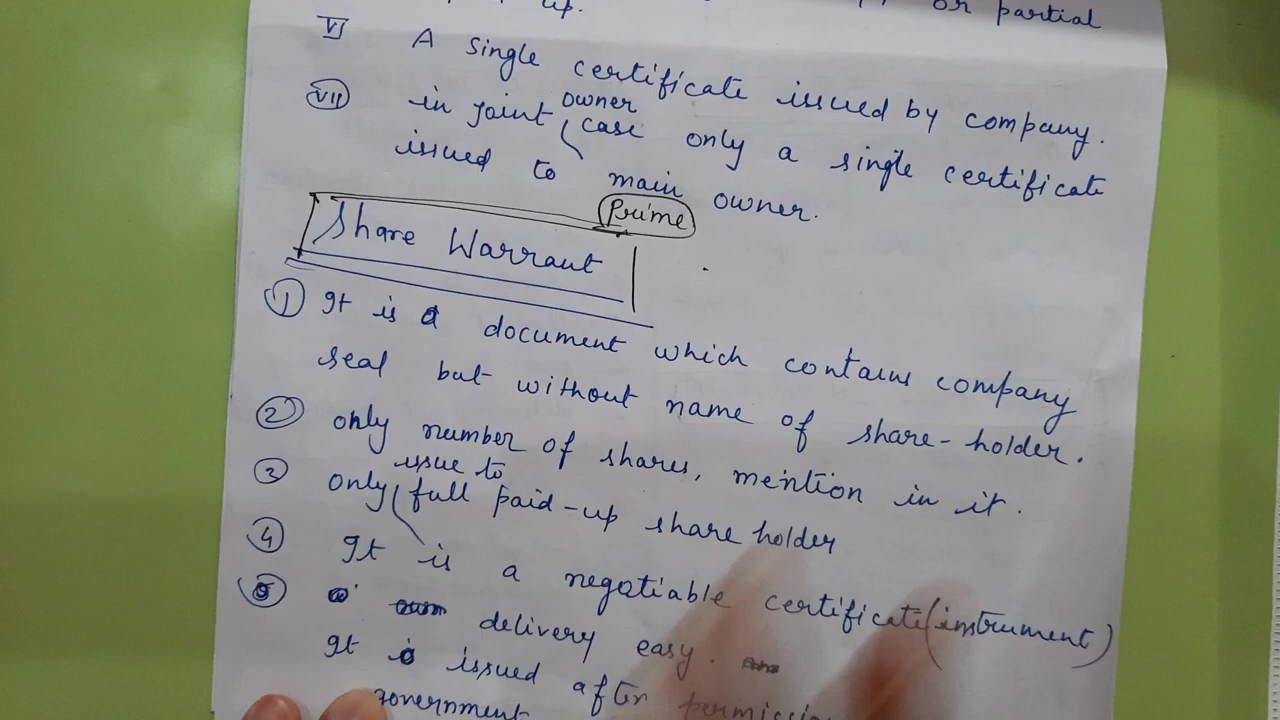 up. or partial
VI A single certificate issued by company.
VII in joint owner case only a single certificate
issued to main owner.
Prime
Share Warrant
1 It is a document which contains company
seal but without name of share-holder.
2 only number of shares, mention in it.
3 only issue to full paid-up share holder
4 It is a negotiable certificate (instrument)
5 delivery easy.
It is issued after
government